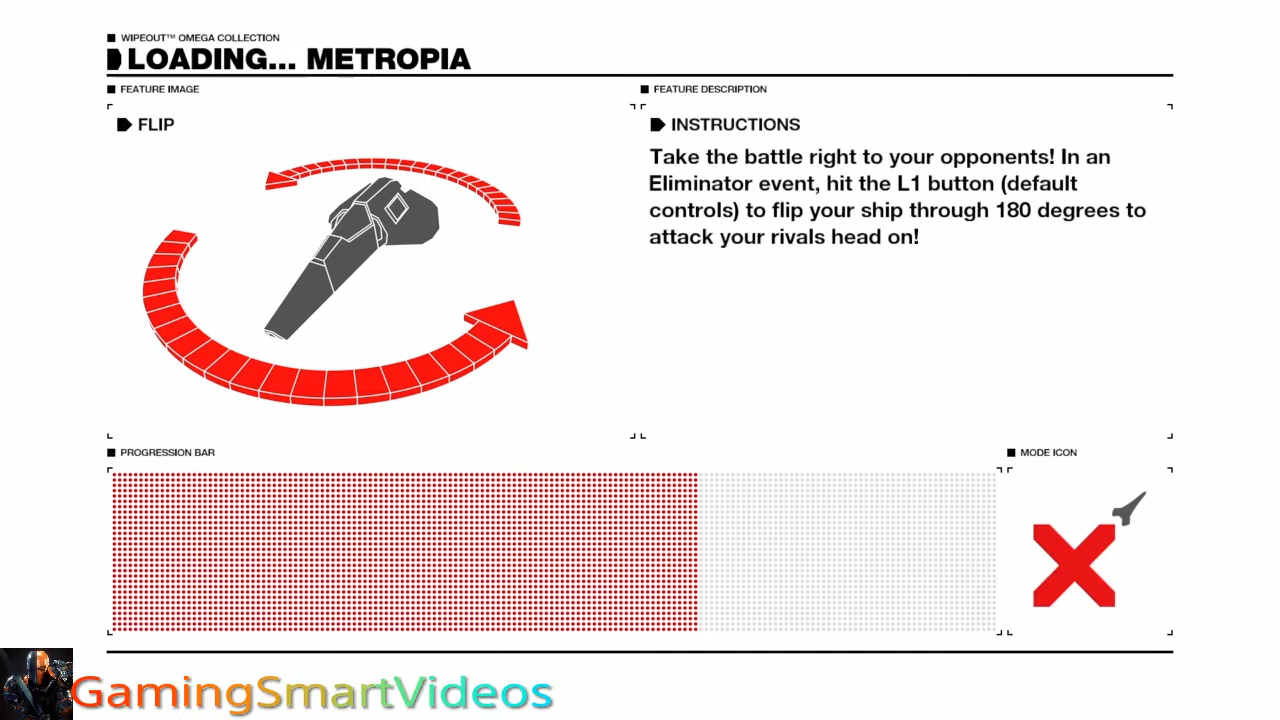 WIPEOUT™ OMEGA COLLECTION
LOADING... METROPIA
FEATURE IMAGE
FLIP
FEATURE DESCRIPTION
INSTRUCTIONS
Take the battle right to your opponents! In an
Eliminator event, hit the L1 button (default
controls) to flip your ship through 180 degrees to
attack your rivals head on!
PROGRESSION BAR
MODE ICON
GamingSmartVideos